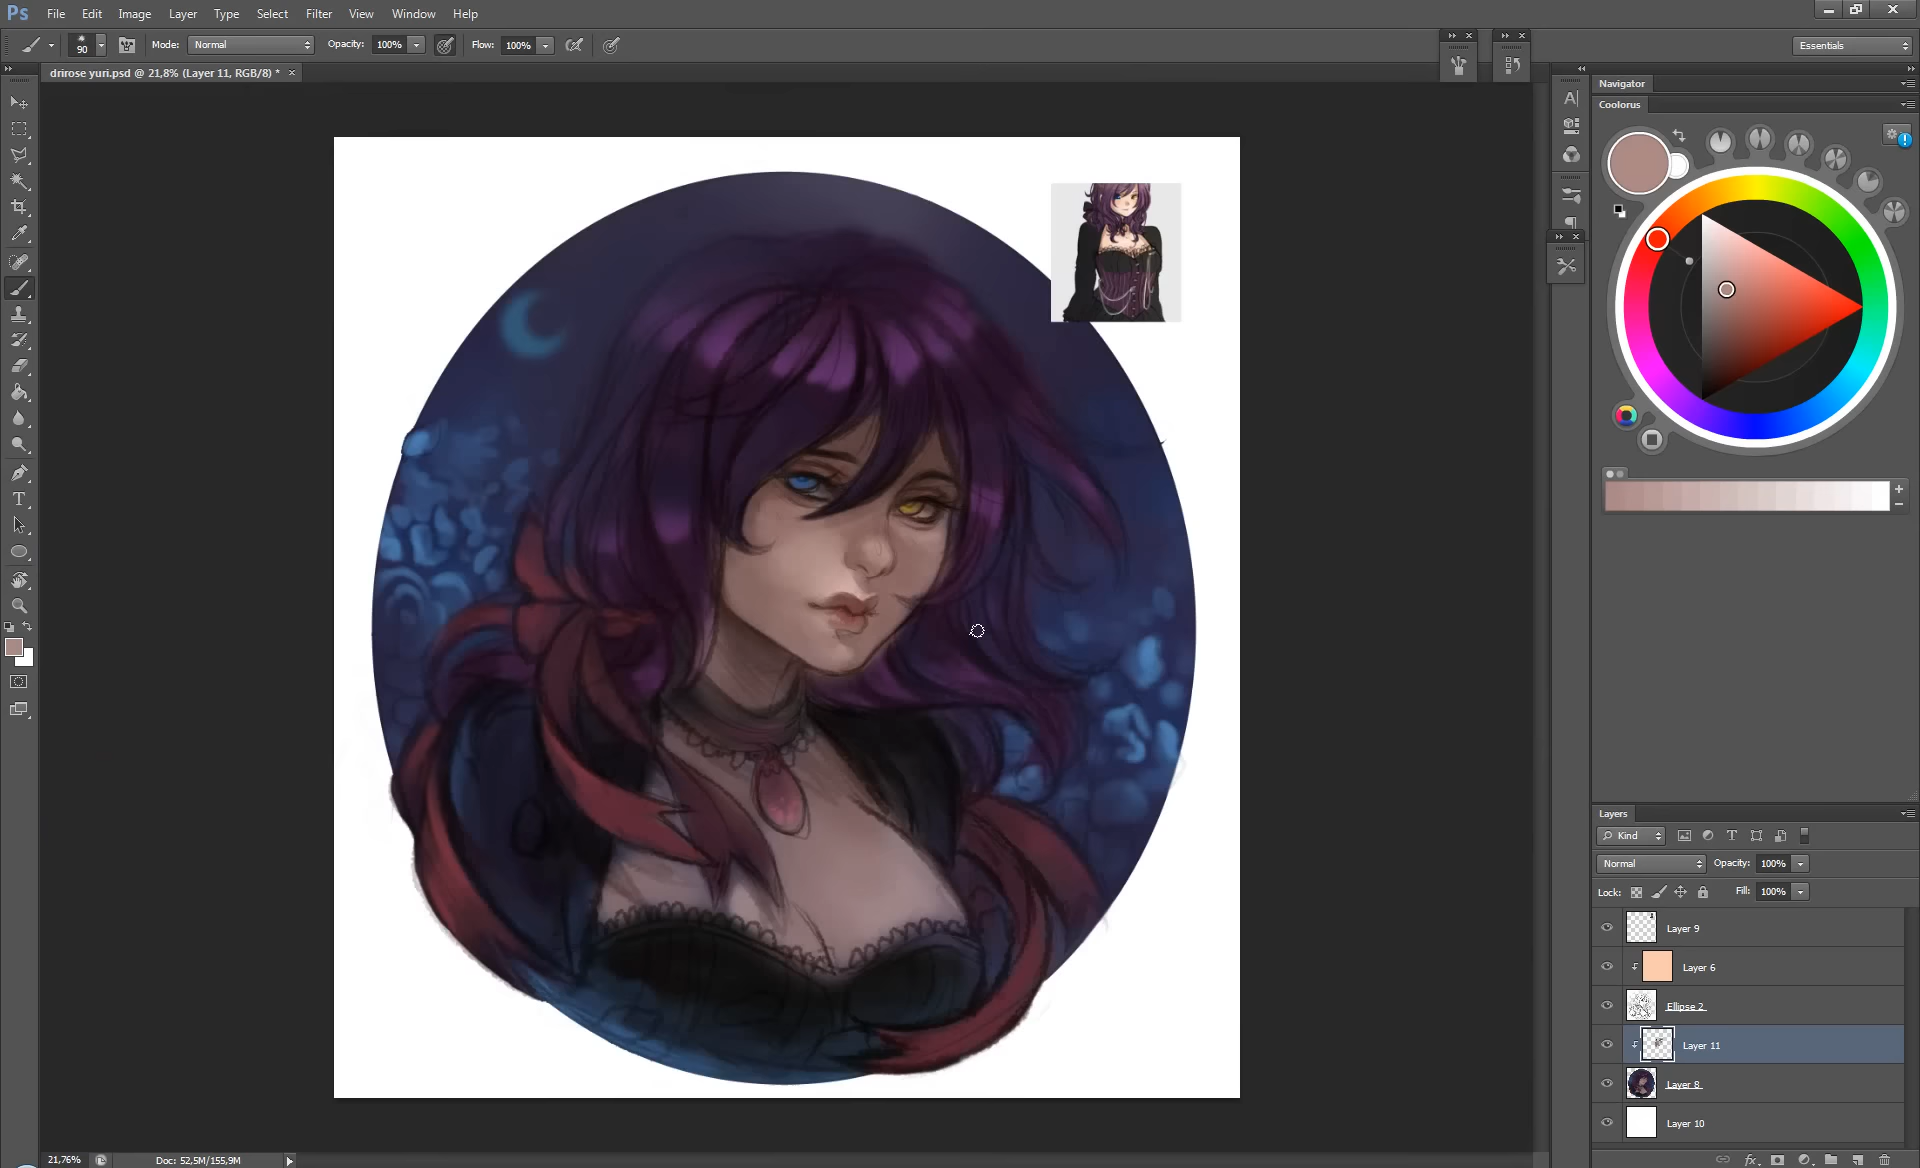 Ps File Edit Image Layer Type Select Filter View Window Help
90 Mode: Normal Opacity: 100% Flow: 100% Essentials
drirose yuri.psd @ 21,8% (Layer 11, RGB/8) *
Navigator
Coolorus
Layers
Kind
Normal Opacity: 100%
Lock: Fill: 100%
Layer 9
Layer 6
Ellipse 2
Layer 11
Layer 8
Layer 10
21,76% Doc: 52,5M/155,9M